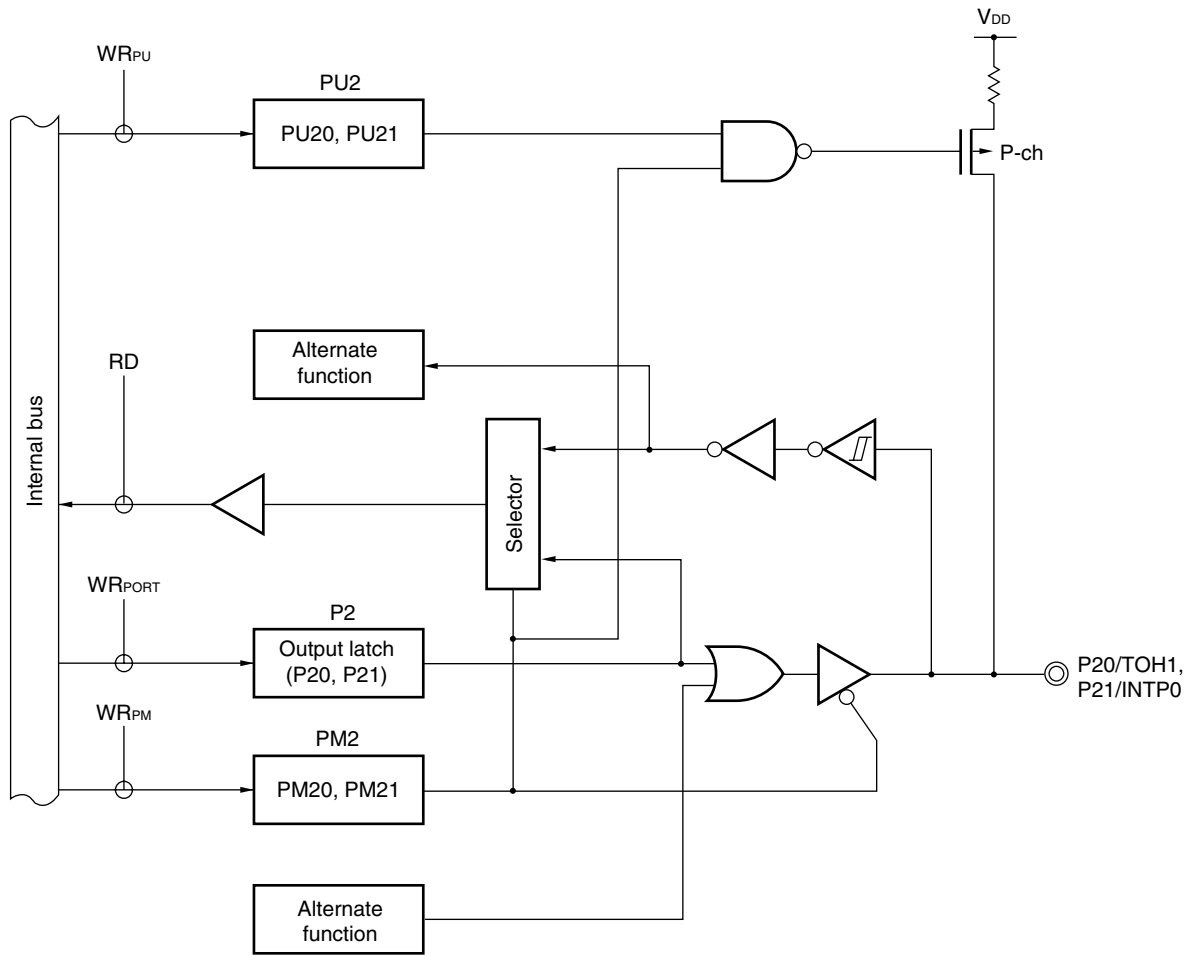 VDD
WRPU
PU2
PU20, PU21
P-ch
RD
Alternate
function
Internal bus
Selector
WRPORT
P2
Output latch
(P20, P21)
P20/TOH1,
P21/INTP0
WRPM
PM2
PM20, PM21
Alternate
function